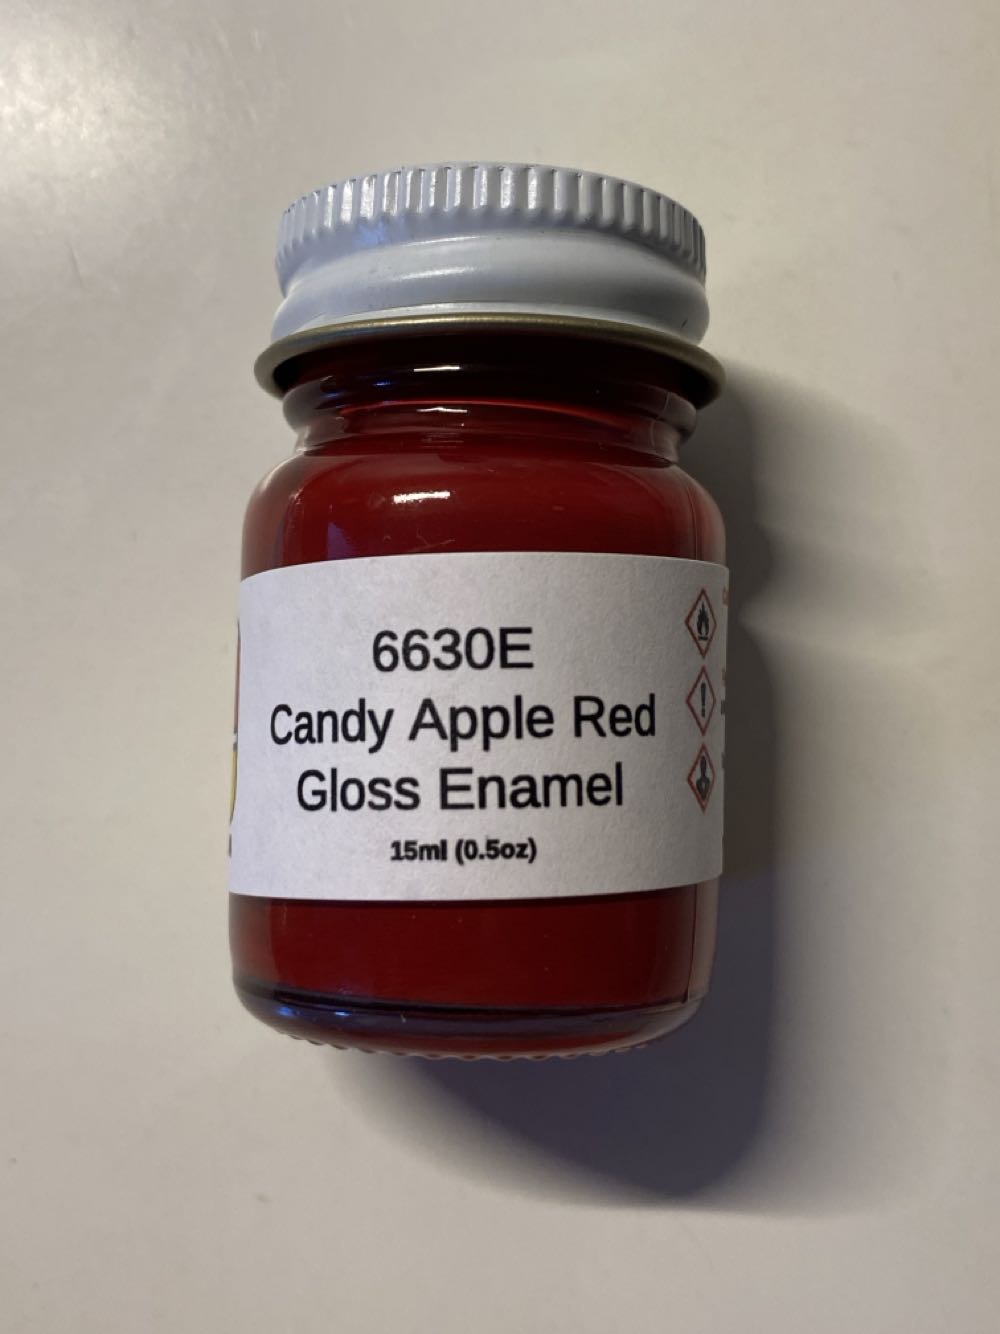 6630E
Candy Apple Red
Gloss Enamel
15ml (0.5oz)